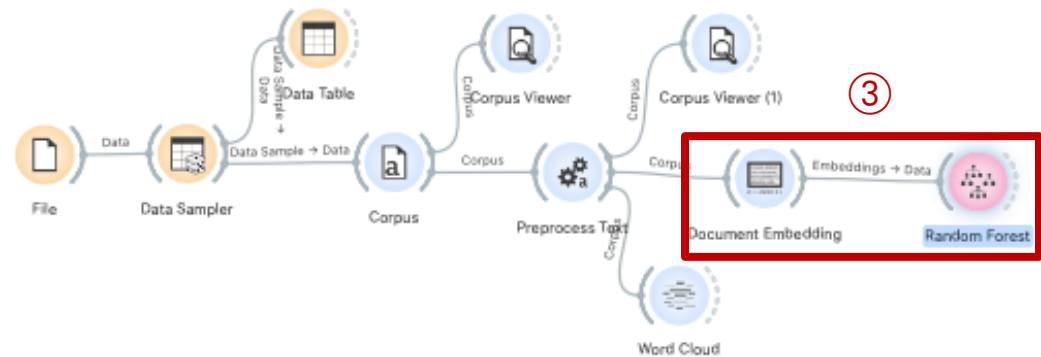 ③
Data Table
Corpus Viewer
Corpus Viewer (1)
Data Sample → Data
Corpus
Corpus
Data
Data Sample → Data
Corpus
Corpus
Embeddings → Data
File
Data Sampler
Corpus
Preprocess Text
Document Embedding
Random Forest
Corpus
Word Cloud